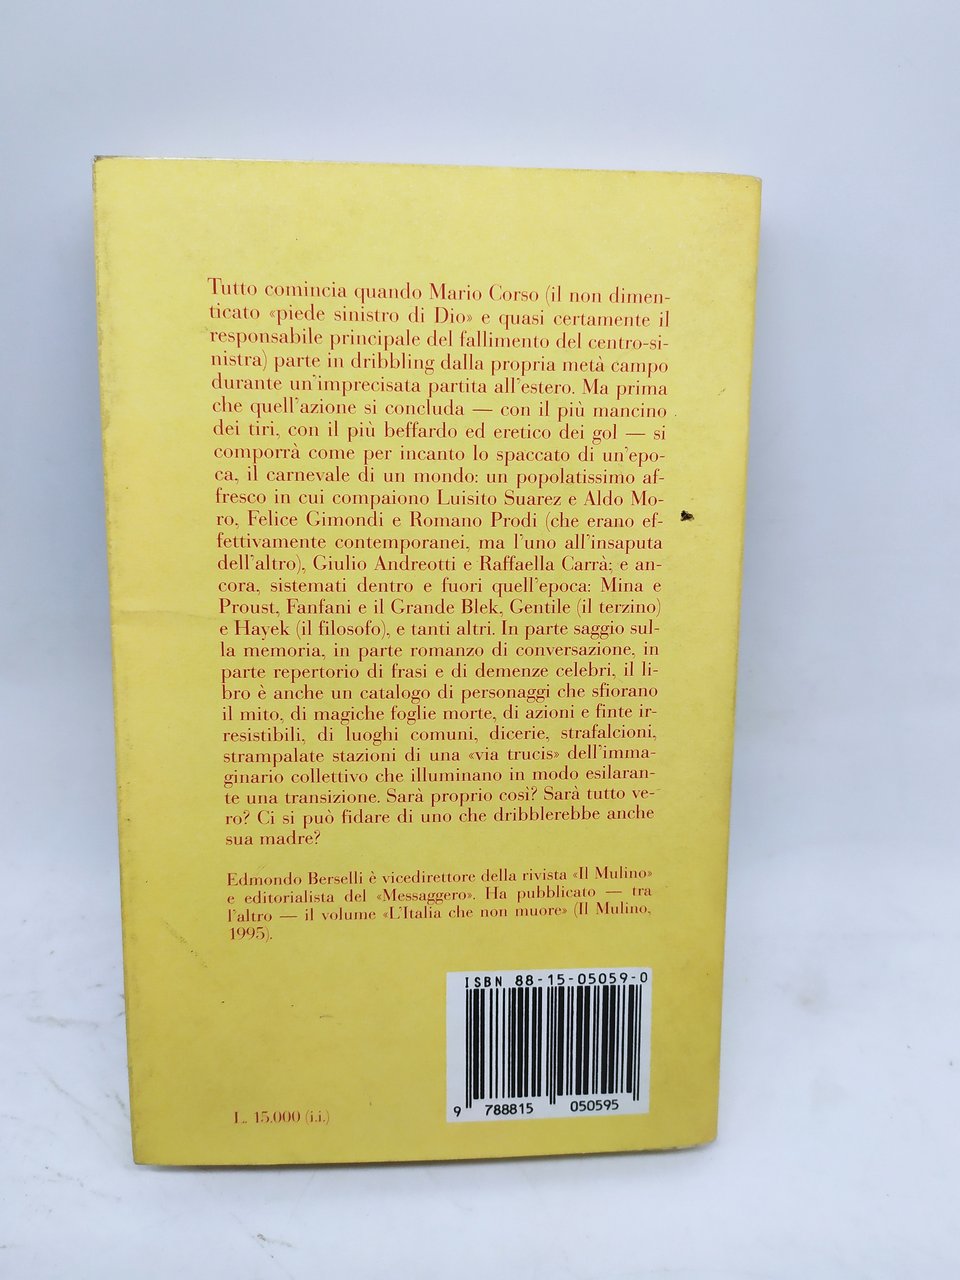 Tutto comincia quando Mario Corso (il non dimen-
ticato «piede sinistro di Dio» e quasi certamente il
responsabile principale del fallimento del centro-si-
nistra) parte in dribbling dalla propria metà campo
durante un'imprecisata partita all'estero. Ma prima
che quell'azione si concluda — con il più mancino
dei tiri, con il più beffardo ed eretico dei gol — si
comporrà come per incanto lo spaccato di un'epo-
ca, il carnevale di un mondo: un popolatissimo af-
fresco in cui compaiono Luisito Suarez e Aldo Mo-
ro, Felice Gimondi e Romano Prodi (che erano ef-
fettivamente contemporanei, ma l'uno all'insaputa
dell'altro), Giulio Andreotti e Raffaella Carrà; e an-
cora, sistemati dentro e fuori quell'epoca: Mina e
Proust, Fanfani e il Grande Blek, Gentile (il terzino)
e Hayek (il filosofo), e tanti altri. In parte saggio sul-
la memoria, in parte romanzo di conversazione, in
parte repertorio di frasi e di demenze celebri, il li-
bro è anche un catalogo di personaggi che sfiorano
il mito, di magiche foglie morte, di azioni e finte ir-
resistibili, di luoghi comuni, dicerie, strafalcioni,
strampalate stazioni di una «via trucis» dell'imma-
ginario collettivo che illuminano in modo esilaran-
te una transizione. Sarà proprio così? Sarà tutto ve-
ro? Ci si può fidare di uno che dribblerebbe anche
sua madre?
Edmondo Berselli è vicedirettore della rivista «Il Mulino»
e editorialista del «Messaggero». Ha pubblicato — tra
l'altro — il volume «L'Italia che non muore» (Il Mulino,
1995).
ISBN 88-15-05059-0
9 788815 050595
L. 15.000 (i.i.)